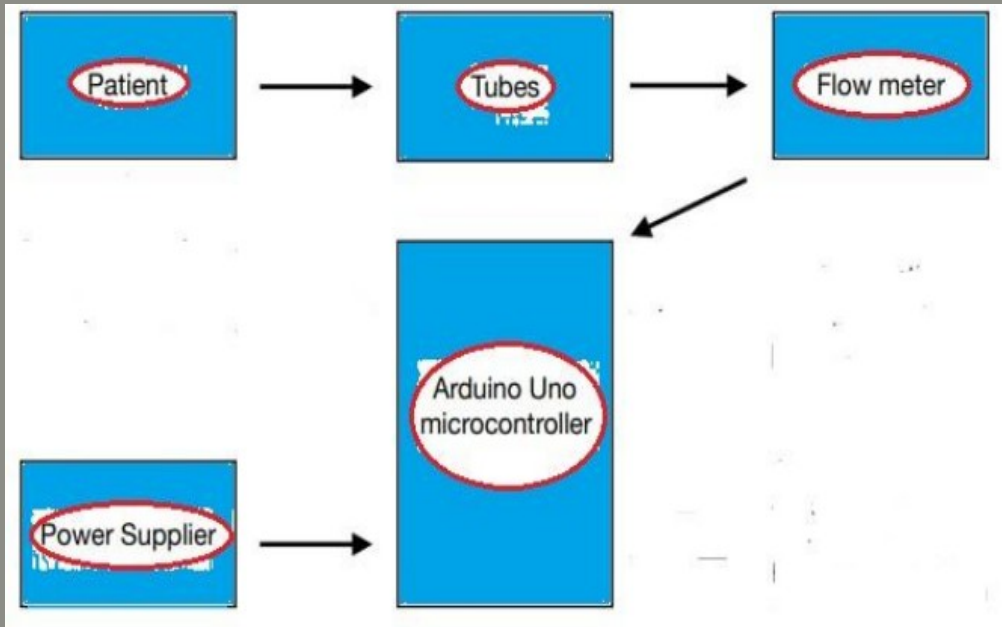 Patient
Tubes
Flow meter
Arduino Uno
microcontroller
Power Supplier